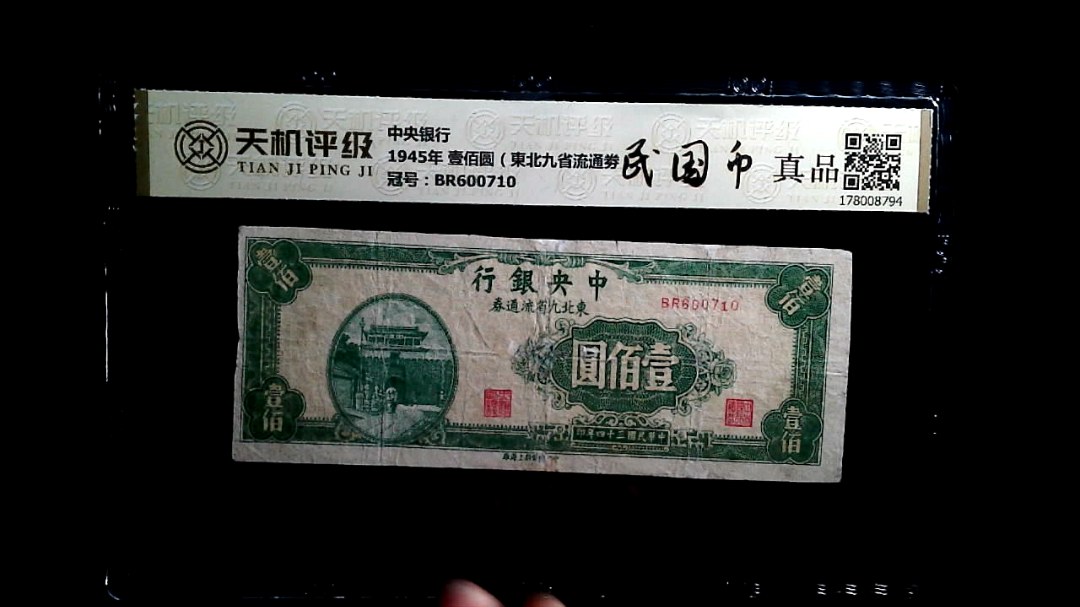 天机评级
TIAN JI PING JI
中央银行
1945年 壹佰圆（東北九省流通劵
冠号：BR600710
民国币
真品
178008794
壹佰
壹佰
行銀央中
券通流省九北東
BR600710
圓佰壹
壹佰
壹佰
印年四十三國民華中